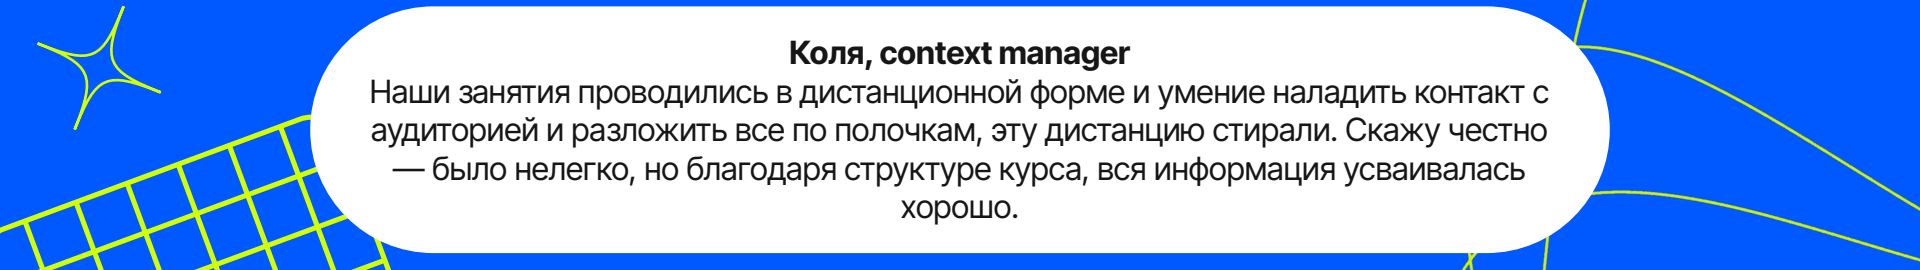 Коля, context manager
Наши занятия проводились в дистанционной форме и умение наладить контакт с
аудиторией и разложить все по полочкам, эту дистанцию стирали. Скажу честно
— было нелегко, но благодаря структуре курса, вся информация усваивалась
хорошо.